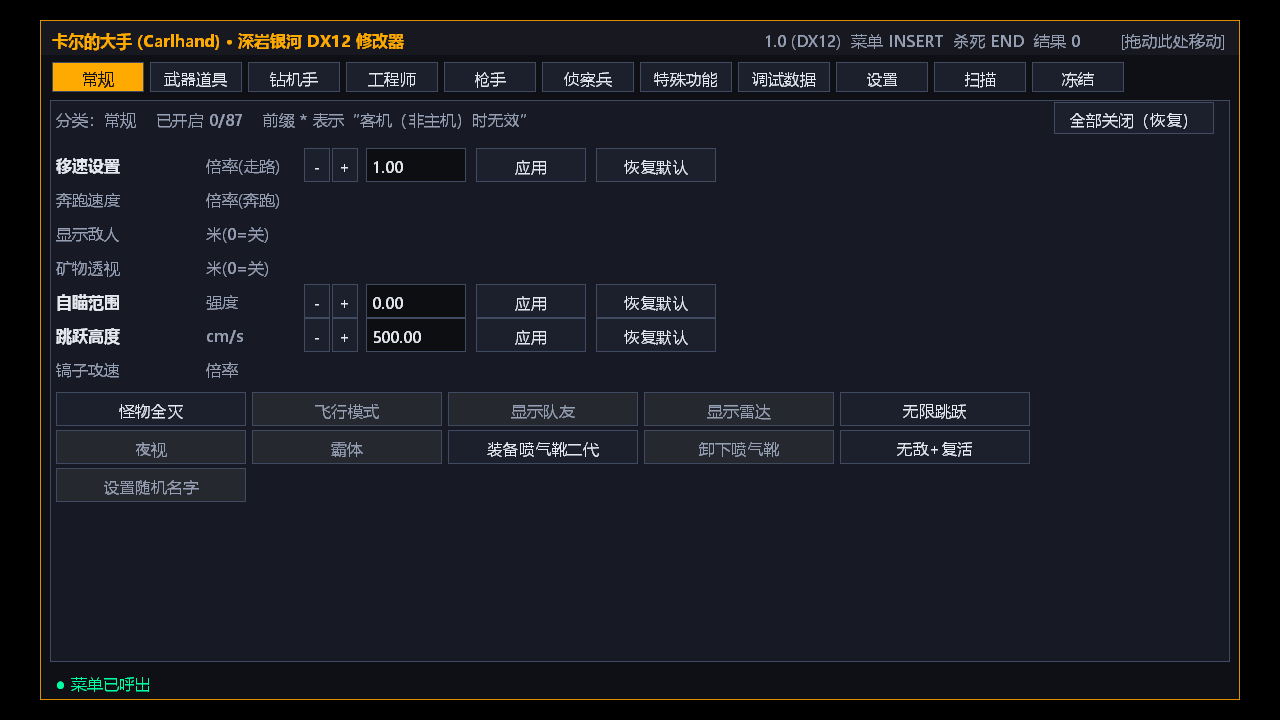 卡尔的大手 (Carlhand) • 深岩银河 DX12 修改器 1.0 (DX12) 菜单 INSERT 杀死 END 结果 0 [拖动此处移动]
常规 武器道具 钻机手 工程师 枪手 侦察兵 特殊功能 调试数据 设置 扫描 冻结
分类：常规 已开启 0/87 前缀 * 表示“客机（非主机）时无效” 全部关闭（恢复）
移速设置 倍率(走路) - + 1.00 应用 恢复默认
奔跑速度 倍率(奔跑)
显示敌人 米(0=关)
矿物透视 米(0=关)
自瞄范围 强度 - + 0.00 应用 恢复默认
跳跃高度 cm/s - + 500.00 应用 恢复默认
镐子攻速 倍率
怪物全灭 飞行模式 显示队友 显示雷达 无限跳跃
夜视 霸体 装备喷气靴二代 卸下喷气靴 无敌+复活
设置随机名字
● 菜单已呼出